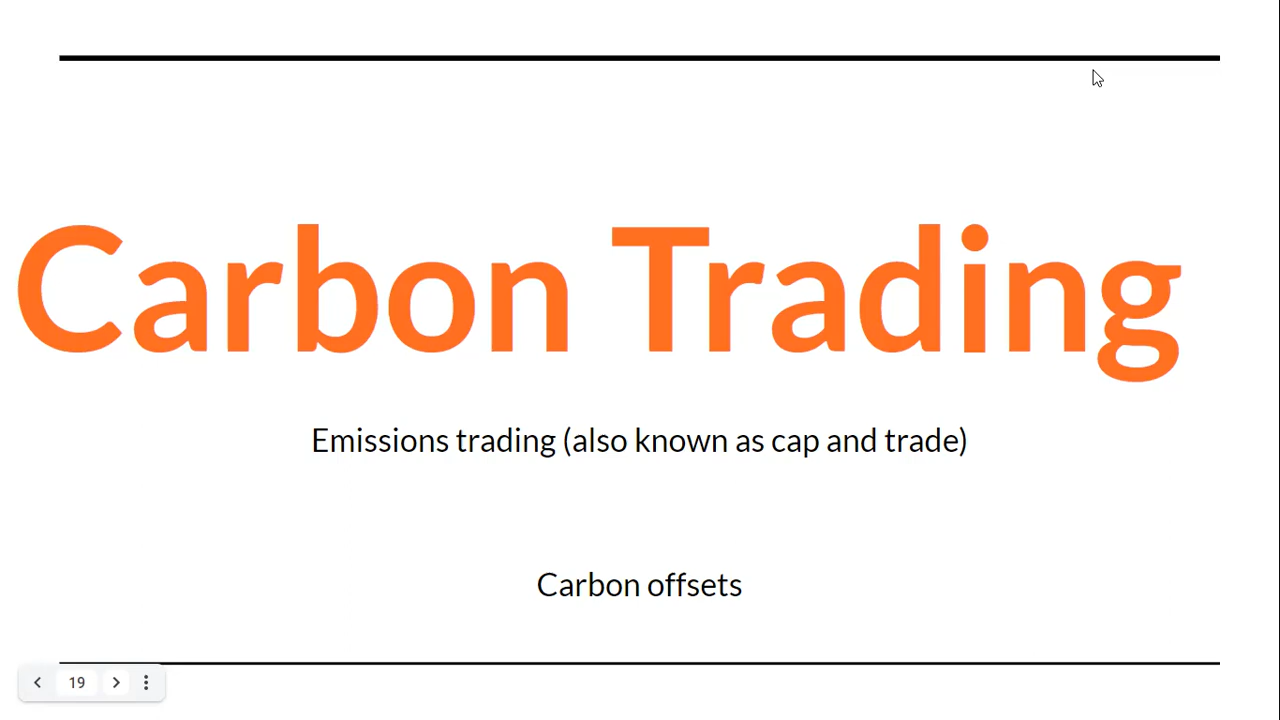 Carbon Trading
Emissions trading (also known as cap and trade)
Carbon offsets
19